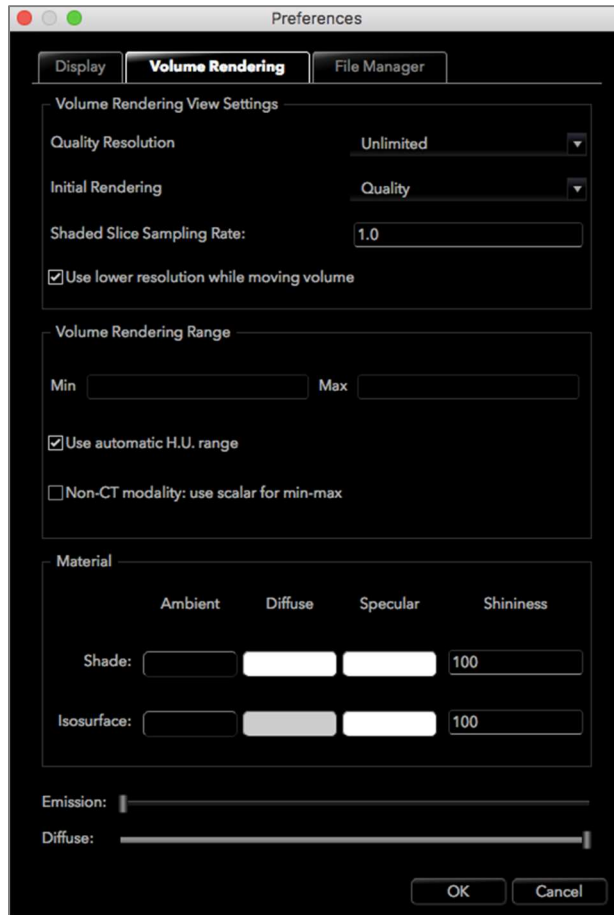 Preferences
Display Volume Rendering File Manager
Volume Rendering View Settings
Quality Resolution Unlimited
Initial Rendering Quality
Shaded Slice Sampling Rate: 1.0
Use lower resolution while moving volume
Volume Rendering Range
Min Max
Use automatic H.U. range
Non-CT modality: use scalar for min-max
Material
Ambient Diffuse Specular Shininess
Shade: 100
Isosurface: 100
Emission:
Diffuse:
OK Cancel